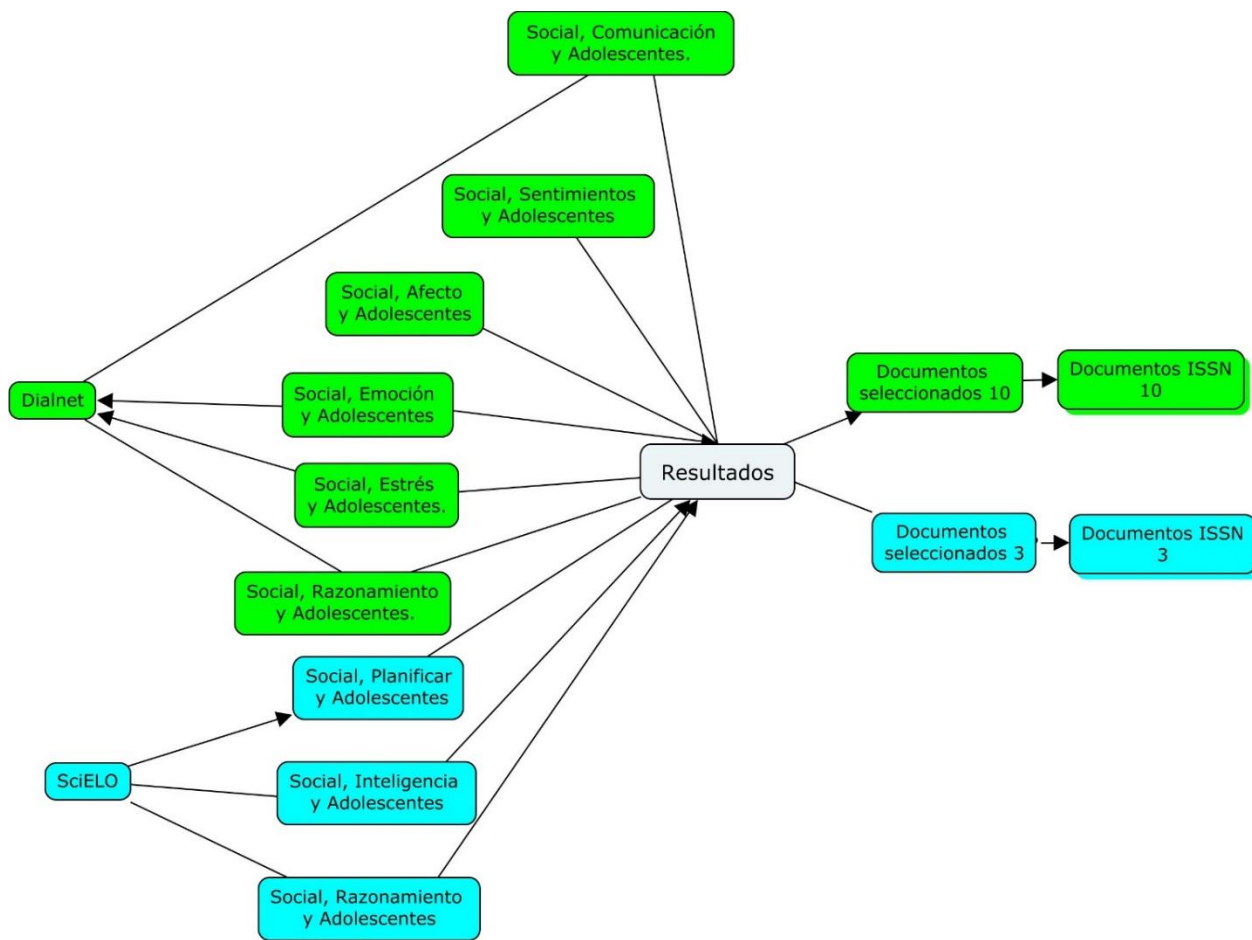 Social, Comunicación
y Adolescentes.
Social, Sentimientos
y Adolescentes
Social, Afecto
y Adolescentes
Dialnet
Social, Emoción
y Adolescentes
Social, Estrés
y Adolescentes.
Social, Razonamiento
y Adolescentes.
Resultados
Documentos
seleccionados 10
Documentos ISSN
10
Documentos
seleccionados 3
Documentos ISSN
3
Social, Planificar
y Adolescentes
SciELO
Social, Inteligencia
y Adolescentes
Social, Razonamiento
y Adolescentes